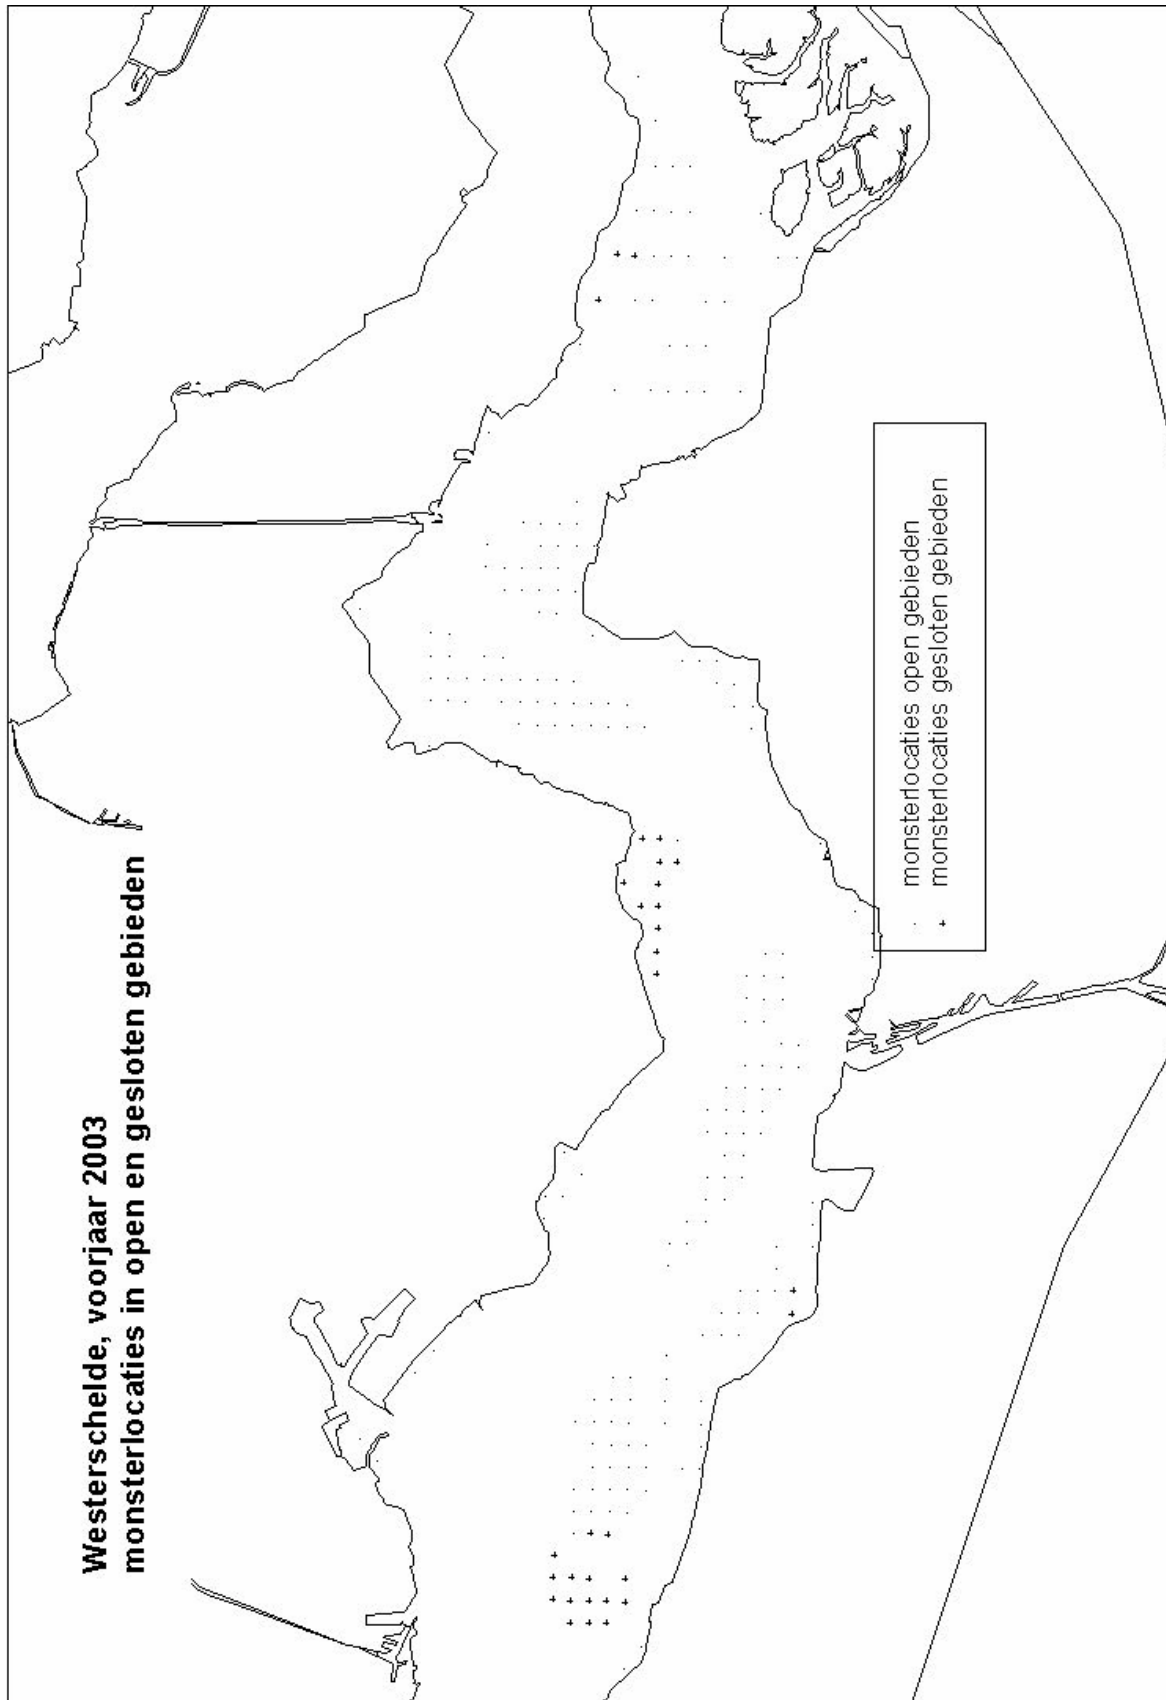 Westerschelde, voorjaar 2003
monsterlocaties in open en gesloten gebieden
monsterlocaties open gebieden
monsterlocaties gesloten gebieden